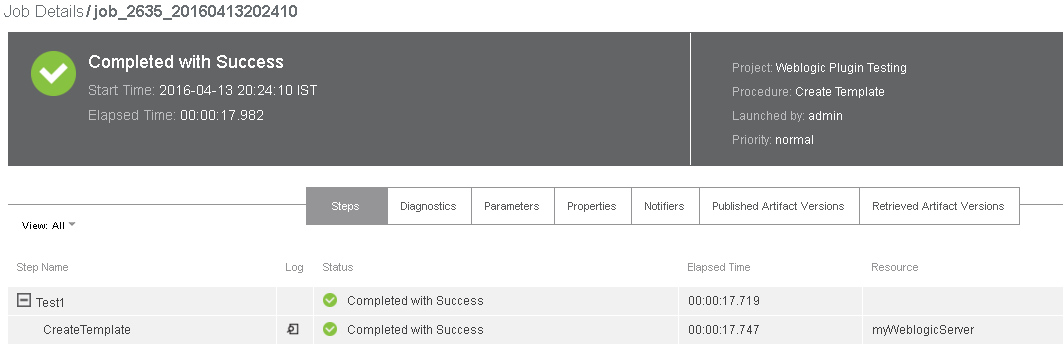 Job Details / job_2635_20160413202410
Completed with Success
Start Time: 2016-04-13 20:24:10 IST
Elapsed Time: 00:00:17.982
Project: Weblogic Plugin Testing
Procedure: Create Template
Launched by: admin
Priority: normal
View: All
Steps Diagnostics Parameters Properties Notifiers Published Artifact Versions Retrieved Artifact Versions
Step Name Log Status Elapsed Time Resource
Test1 Completed with Success 00:00:17.719
CreateTemplate Completed with Success 00:00:17.747 myWeblogicServer